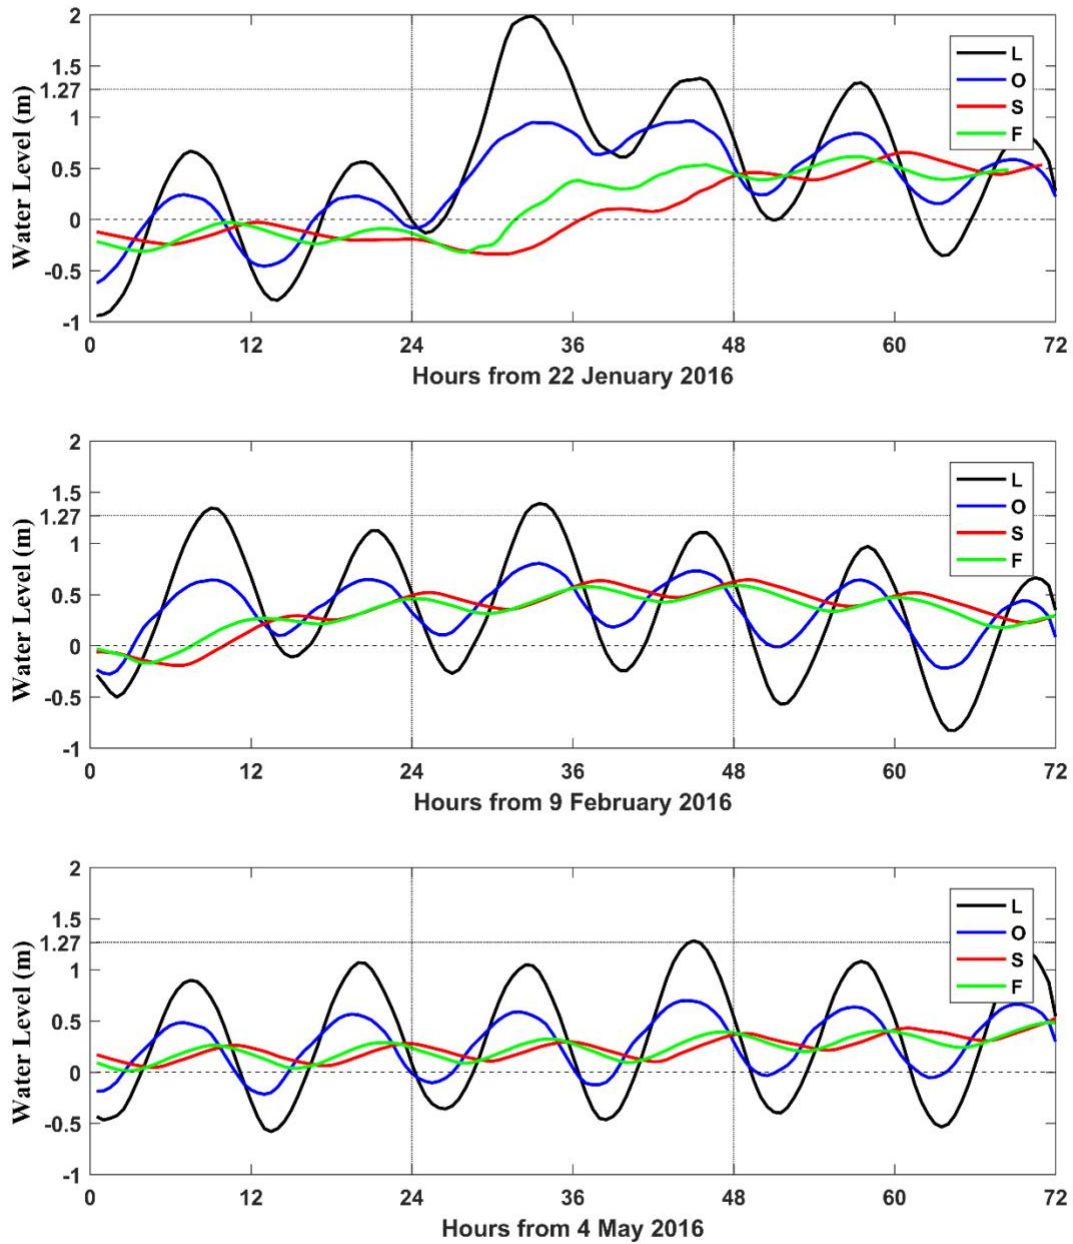 2
1.5
1.27
1
0.5
0
-0.5
-1
Water Level (m)
L
O
S
F
0 12 24 36 48 60 72
Hours from 22 Jenuary 2016
2
1.5
1.27
1
0.5
0
-0.5
-1
Water Level (m)
L
O
S
F
0 12 24 36 48 60 72
Hours from 9 February 2016
2
1.5
1.27
1
0.5
0
-0.5
-1
Water Level (m)
L
O
S
F
0 12 24 36 48 60 72
Hours from 4 May 2016